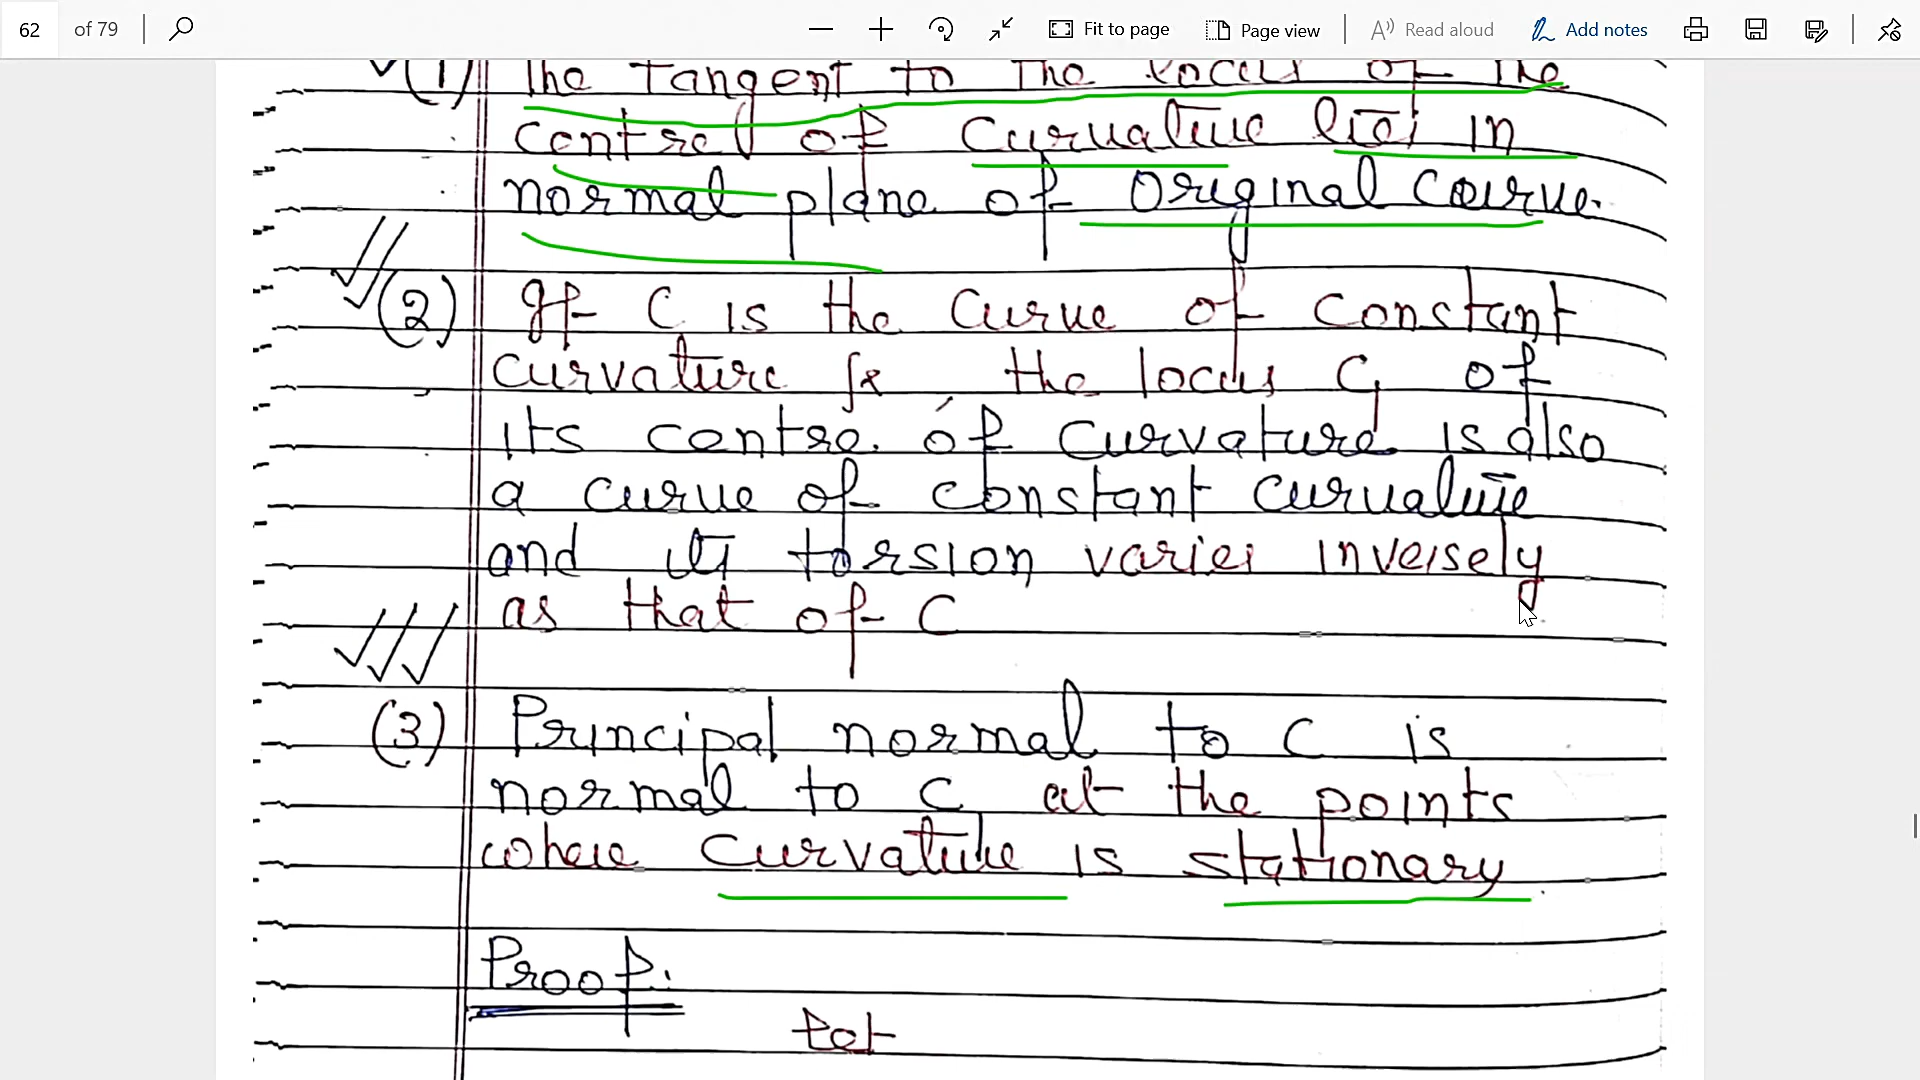 62 of 79 Fit to page Page view Read aloud Add notes
(1) The Tangent to The locus of The
centre of Curvature lies in
normal plane of Original Curve.
(2) If C is the Curve of Constant
curvature k the locus C₁ of
its centre of Curvature is also
a curve of constant curvature
and its torsion varies inversely
as that of C
(3) Principal normal to C is
normal to C at the points
where Curvature is stationary.
Proof:
Let